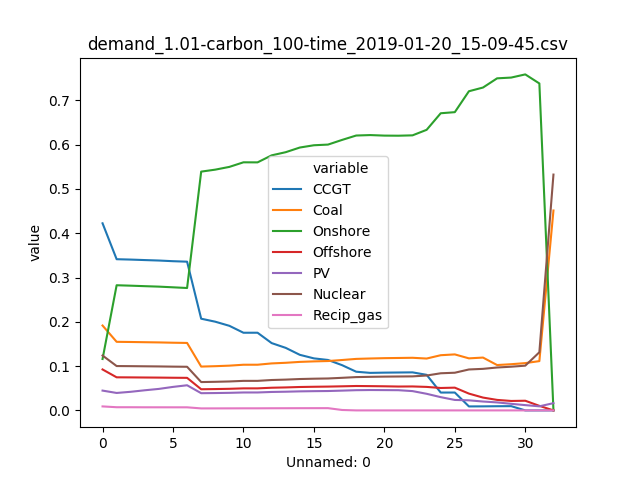 demand_1.01-carbon_100-time_2019-01-20_15-09-45.csv
0.7
0.6
0.5
0.4
0.3
0.2
0.1
0.0
value
variable
CCGT
Coal
Onshore
Offshore
PV
Nuclear
Recip_gas
0 5 10 15 20 25 30
Unnamed: 0